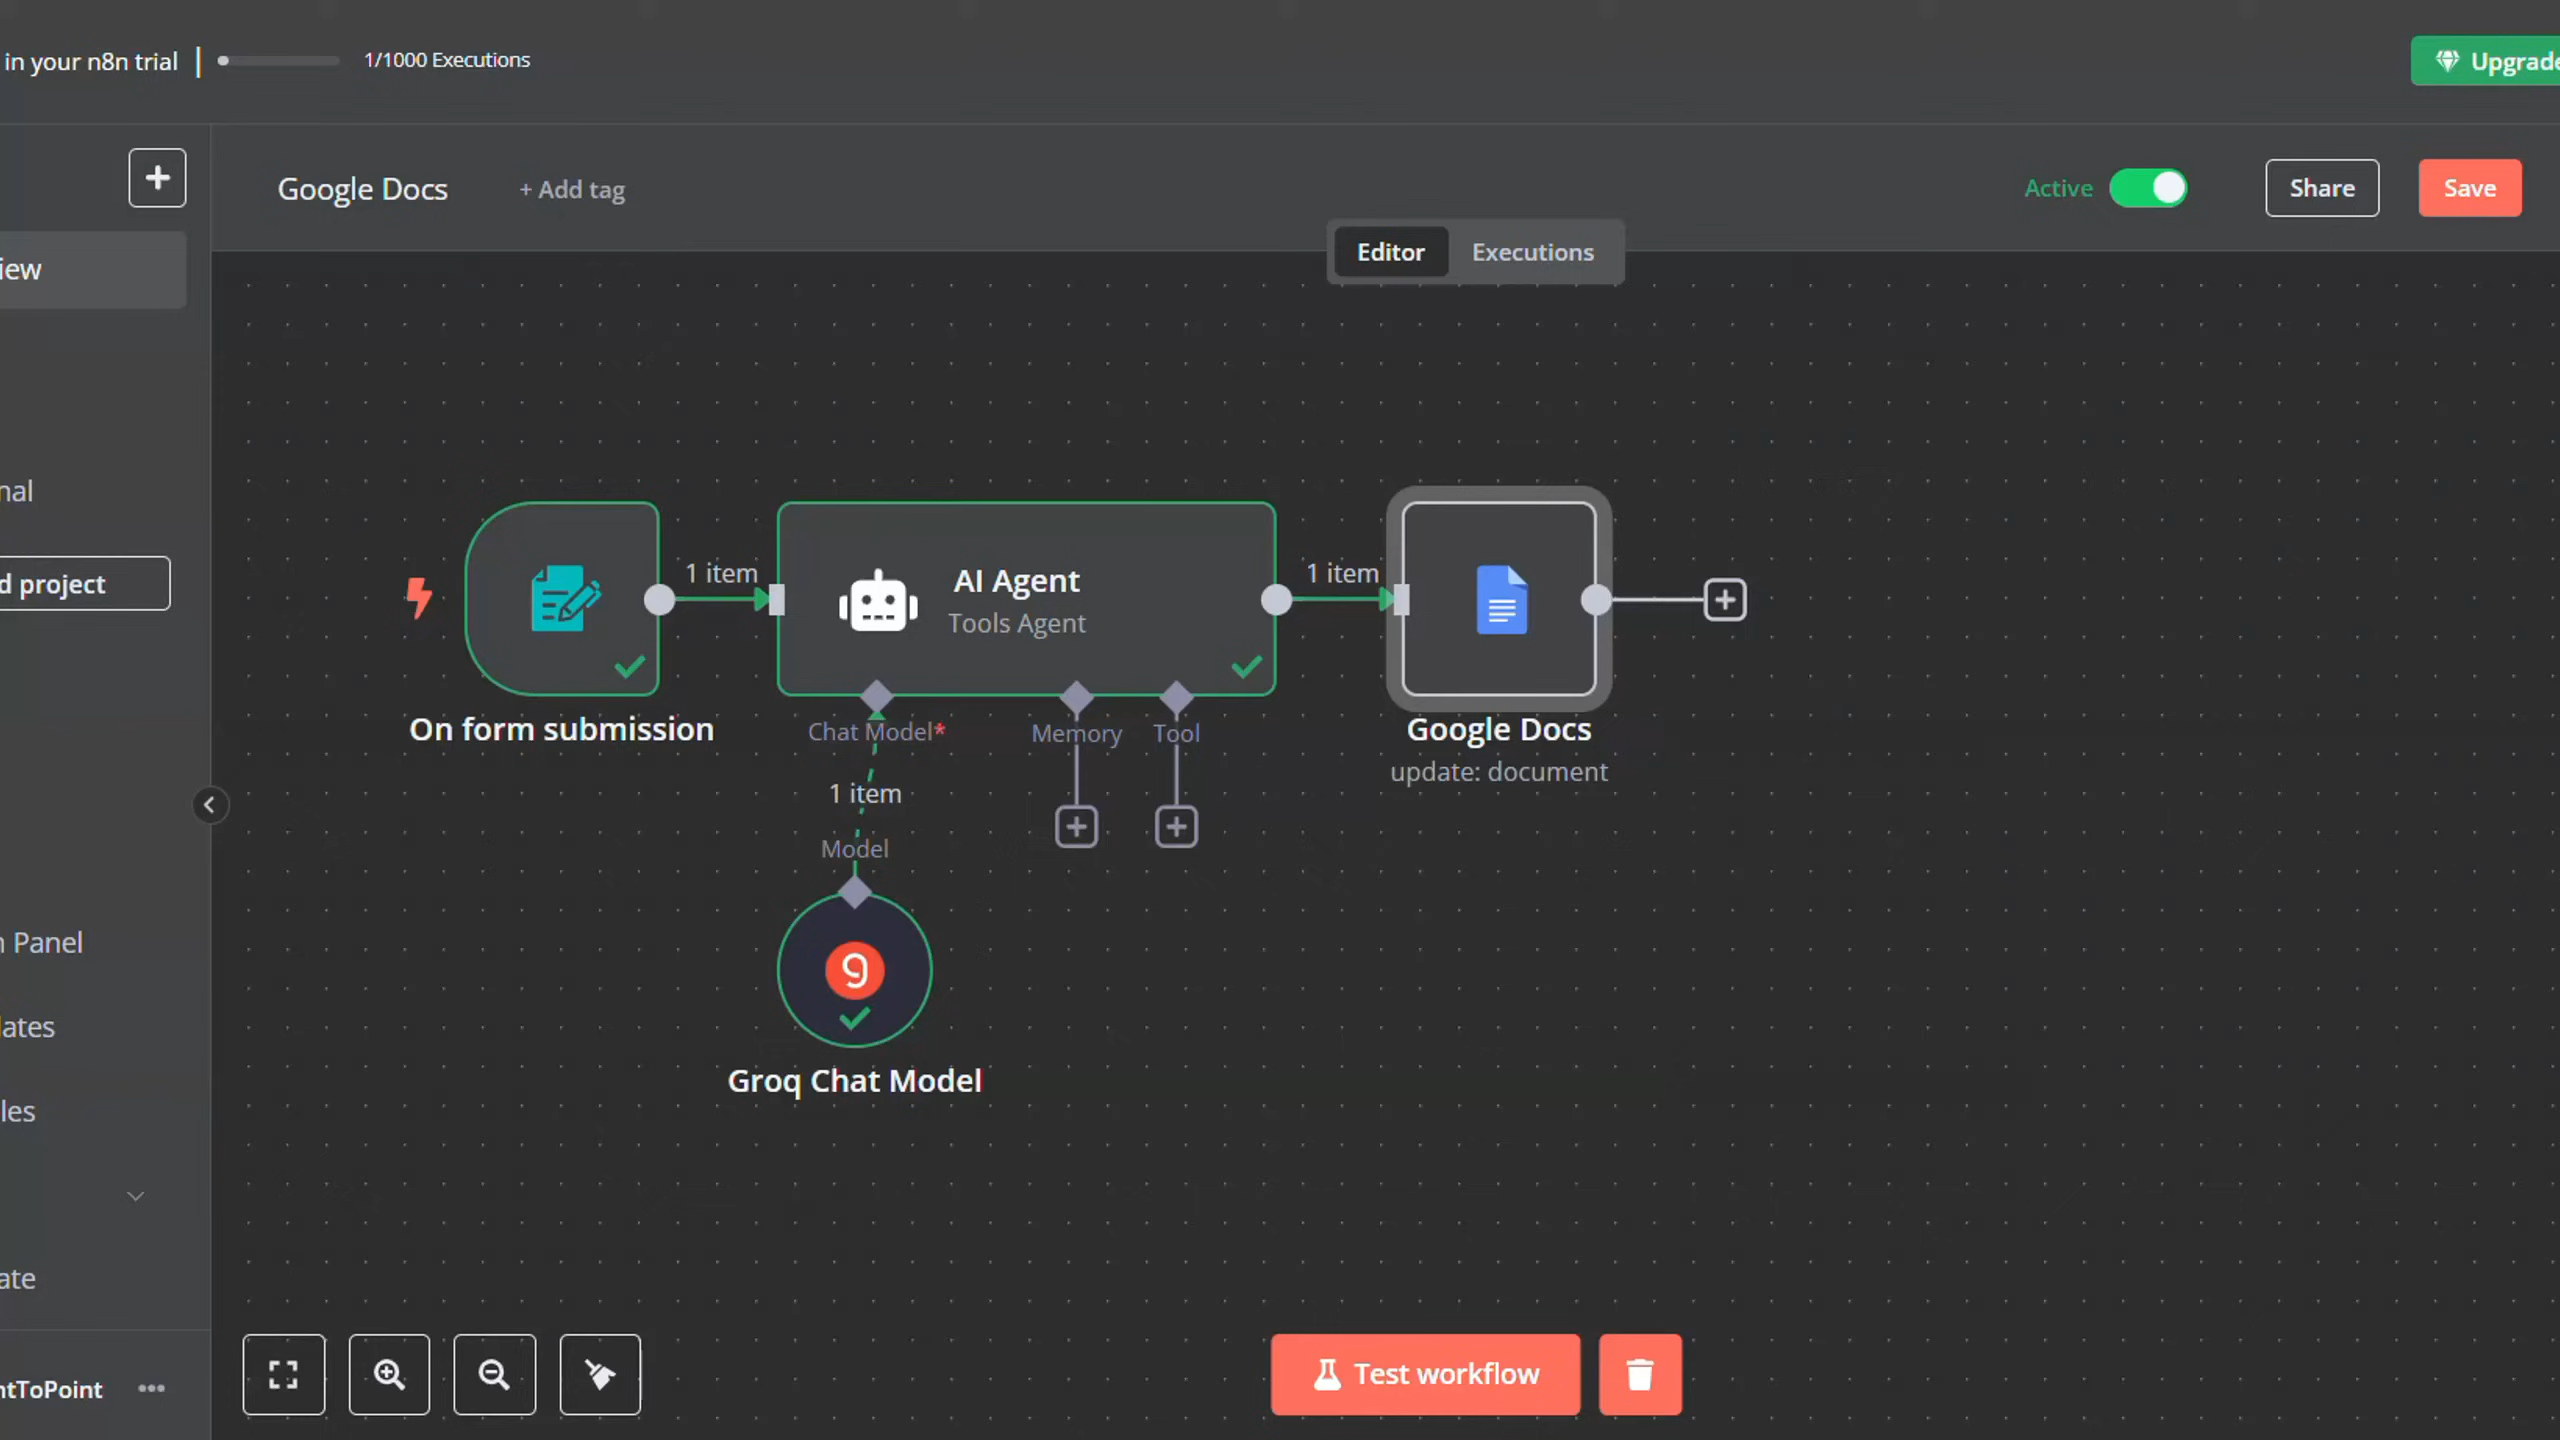 in your n8n trial
1/1000 Executions
Upgrade
Google Docs
+ Add tag
Active
Share
Save
Editor
Executions
iew
nal
d project
1 item
AI Agent
Tools Agent
1 item
On form submission
Chat Model*
Memory
Tool
Google Docs
update: document
1 item
Model
Groq Chat Model
n Panel
lates
les
ate
ntToPoint
Test workflow